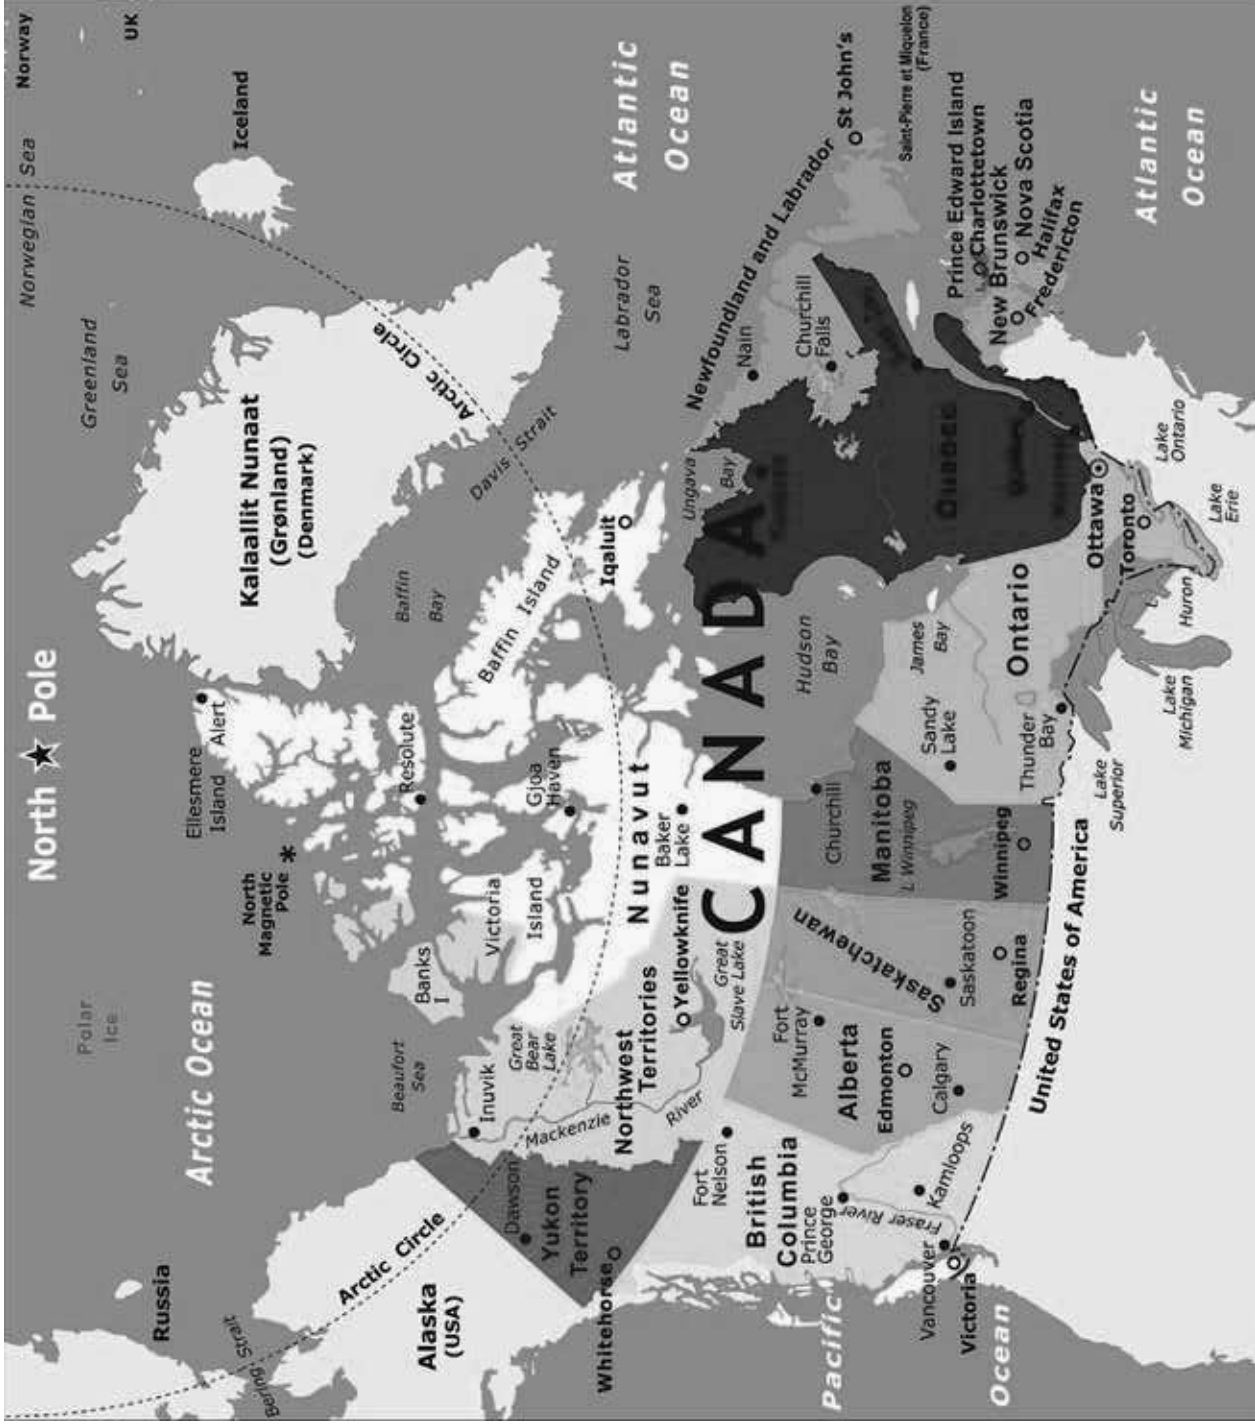 North ★ Pole
Norway
UK
Norwegian Sea
Greenland
Sea
Iceland
Kalaallit Nunaat
(Grønland)
(Denmark)
Arctic Circle
Davis Strait
Baffin
Bay
Labrador
Sea
Atlantic
Ocean
Polar
Ice
Arctic Ocean
North
Magnetic
Pole *
Ellesmere
Island
Alert
Resolute
Baffin Island
Iqaluit
Gjoa
Haven
Victoria
Island
Banks
I
Beaufort
Sea
Nunavut
Baker
Lake
Russia
Bering Strait
Arctic Circle
Alaska
(USA)
Inuvik
Great
Bear
Lake
Mackenzie
River
Northwest
Territories
Yellowknife
Great
Slave Lake
Dawson
Yukon
Territory
Whitehorse
CANADA
Ungava
Bay
Hudson
Bay
James
Bay
Newfoundland and Labrador
Nain
Churchill
Falls
St John's
Saint-Pierre et Miquelon
(France)
Prince Edward Island
Charlottetown
New Brunswick
Nova Scotia
Halifax
Fredericton
Atlantic
Ocean
Quebec
Ottawa
Toronto
Ontario
Sandy
Lake
Thunder
Bay
Lake
Ontario
Lake
Erie
L
Huron
Lake
Michigan
Lake
Superior
Churchill
Manitoba
L Winnipeg
Winnipeg
Saskatchewan
Saskatoon
Regina
Fort
McMurray
Alberta
Edmonton
Calgary
Fort
Nelson
British
Columbia
Prince
George
Fraser River
Kamloops
Vancouver
Victoria
Pacific
Ocean
United States of America